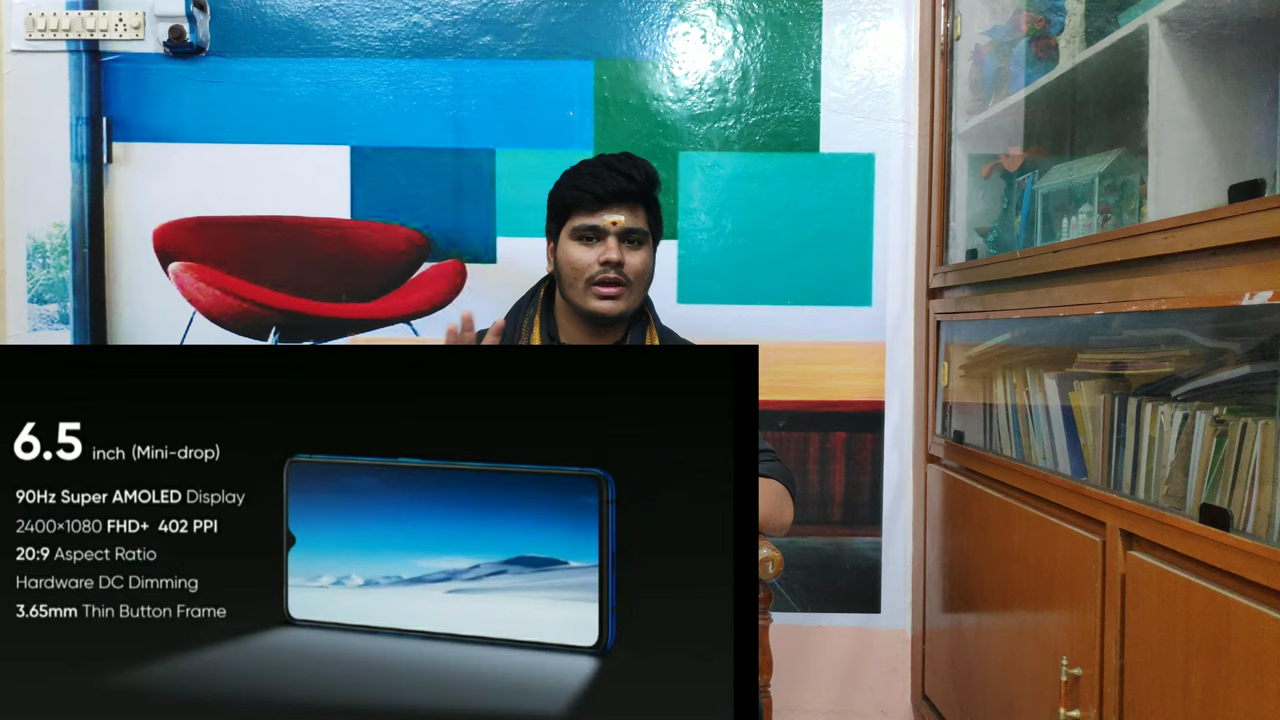 6.5 inch (Mini-drop)
90Hz Super AMOLED Display
2400×1080 FHD+ 402 PPI
20:9 Aspect Ratio
Hardware DC Dimming
3.65mm Thin Button Frame